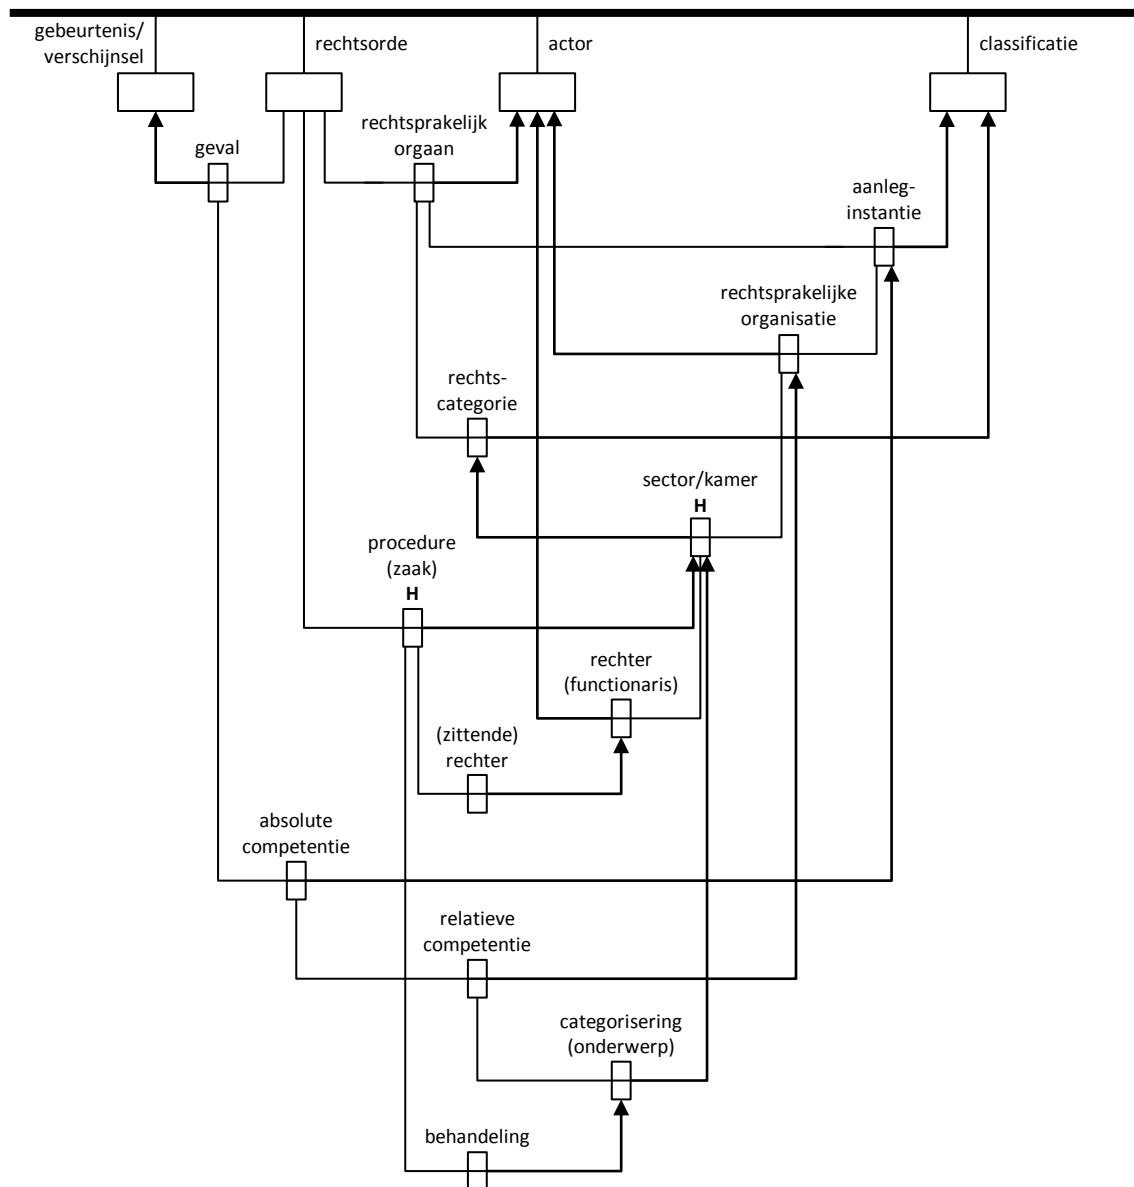 gebeurtenis/
verschijnsel
rechtsorde
actor
classificatie
geval
rechtsprakelijk
orgaan
aanleg-
instantie
rechtsprakelijke
organisatie
rechts-
categorie
sector/kamer
H
procedure
(zaak)
H
rechter
(functionaris)
(zittende)
rechter
absolute
competentie
relatieve
competentie
categorisering
(onderwerp)
behandeling